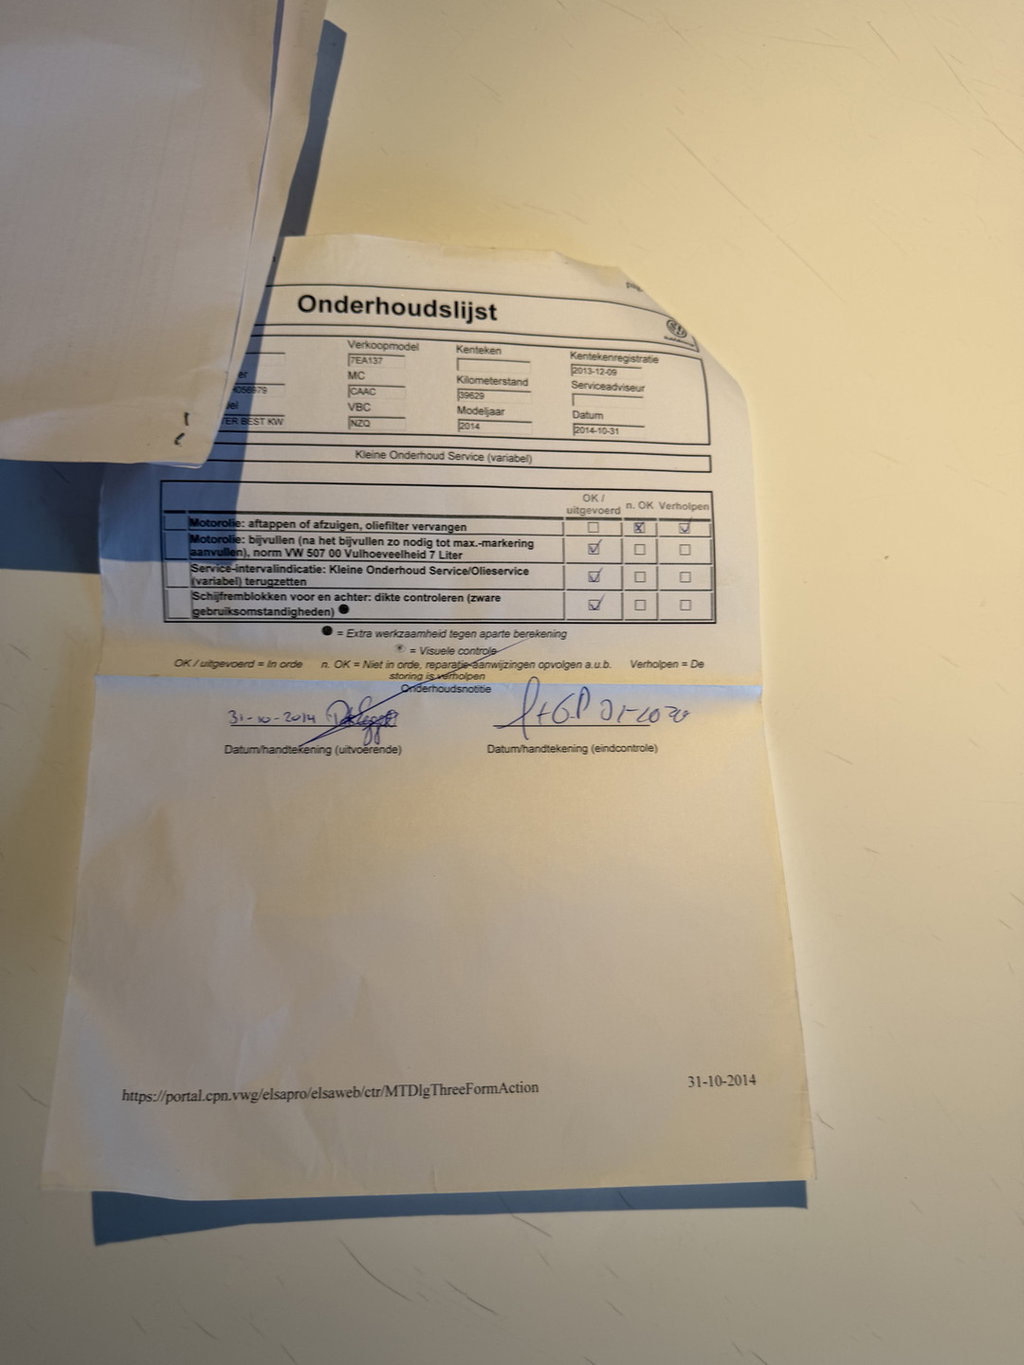 Onderhoudslijst
Verkoopmodel Kenteken Kentekenregistratie
7EA137 2013-12-09
er MC Kilometerstand Serviceadviseur
CAAC 39629
VBC Modeljaar Datum
ER BEST KW NZQ 2014 2014-10-31
Kleine Onderhoud Service (variabel)
OK / uitgevoerd n. OK Verholpen
Motorolie: aftappen of afzuigen, oliefilter vervangen
Motorolie: bijvullen (na het bijvullen zo nodig tot max.-markering
aanvullen), norm VW 507 00 Vulhoeveelheid 7 Liter
Service-intervalindicatie: Kleine Onderhoud Service/Olieservice
(variabel) terugzetten
Schijfremblokken voor en achter: dikte controleren (zware
gebruiksomstandigheden)
= Extra werkzaamheid tegen aparte berekening
= Visuele controle
OK / uitgevoerd = In orde n. OK = Niet in orde, reparatie-aanwijzingen opvolgen a.u.b. Verholpen = De
storing is verholpen
Onderhoudsnotitie
31-10-2014
Datum/handtekening (uitvoerende) Datum/handtekening (eindcontrole)
https://portal.cpn.vwg/elsapro/elsaweb/ctr/MTDlgThreeFormAction 31-10-2014